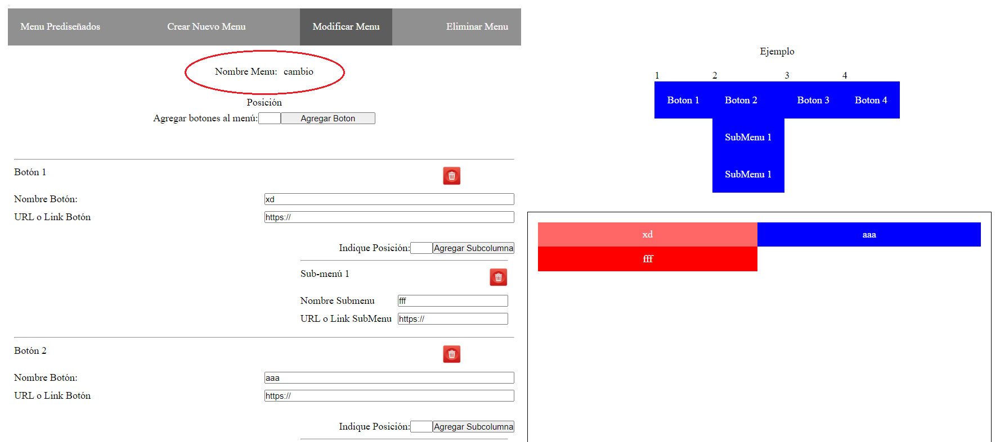 Menu Prediseñados Crear Nuevo Menu Modificar Menu Eliminar Menu
Nombre Menu: cambio
Posición
Agregar botones al menú: Agregar Boton
Botón 1
Nombre Botón: xd
URL o Link Botón https://
Indique Posición: Agregar Subcolumna
Sub-menú 1
Nombre Submenu fff
URL o Link SubMenu https://
Botón 2
Nombre Botón: aaa
URL o Link Botón https://
Indique Posición: Agregar Subcolumna
Ejemplo
1 2 3 4
Boton 1 Boton 2 Boton 3 Boton 4
SubMenu 1
SubMenu 1
xd aaa
fff